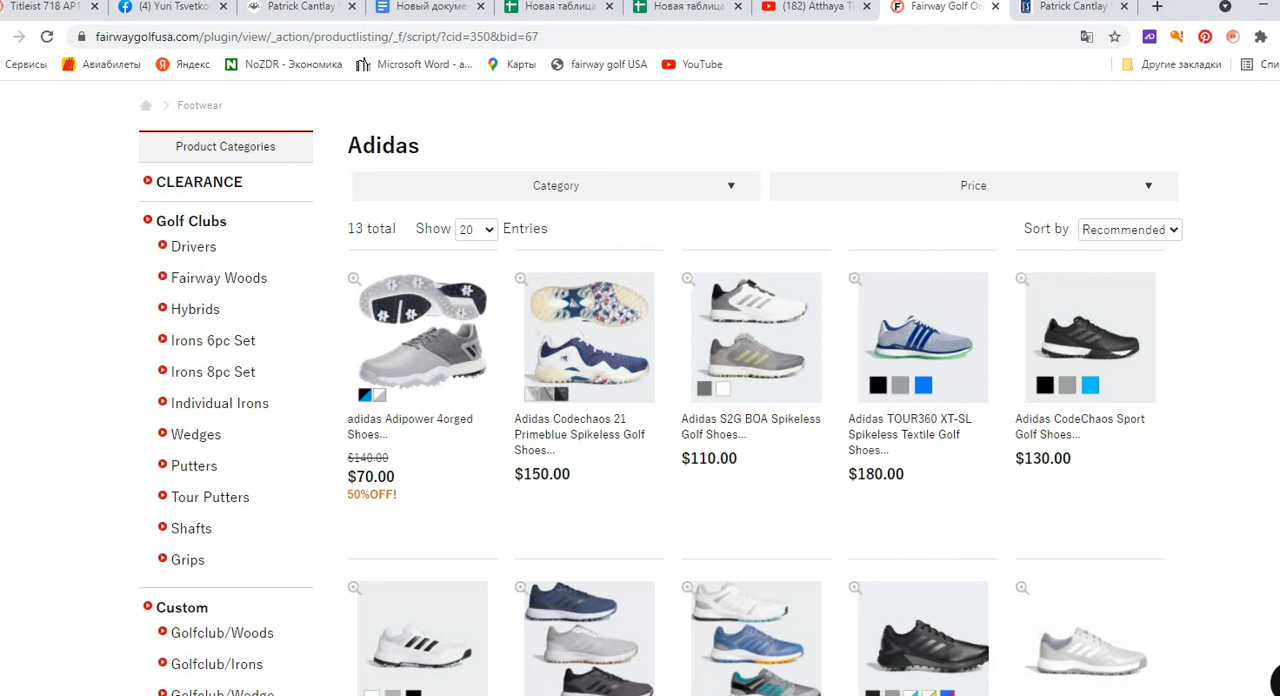 Titleist 718 AP1
(4) Yuri Tsvetko
Patrick Cantlay
Новый докуме
Новая таблица
Новая таблица
(182) Atthaya Ti
Fairway Golf On
Patrick Cantlay
fairwaygolfusa.com/plugin/view/_action/productlisting/_f/script/?cid=350&bid=67
Сервисы
Авиабилеты
Яндекс
NoZDR - Экономика
Microsoft Word - a...
Карты
fairway golf USA
YouTube
Другие закладки
Спи
Footwear
Product Categories
CLEARANCE
Golf Clubs
Drivers
Fairway Woods
Hybrids
Irons 6pc Set
Irons 8pc Set
Individual Irons
Wedges
Putters
Tour Putters
Shafts
Grips
Custom
Golfclub/Woods
Golfclub/Irons
Golfclub/Wedge
Adidas
Category ▼
Price ▼
13 total Show 20 Entries
Sort by Recommended
adidas Adipower 4orged
Shoes...
$140.00
$70.00
50%OFF!
Adidas Codechaos 21
Primeblue Spikeless Golf
Shoes...
$150.00
Adidas S2G BOA Spikeless
Golf Shoes...
$110.00
Adidas TOUR360 XT-SL
Spikeless Textile Golf
Shoes...
$180.00
Adidas CodeChaos Sport
Golf Shoes...
$130.00